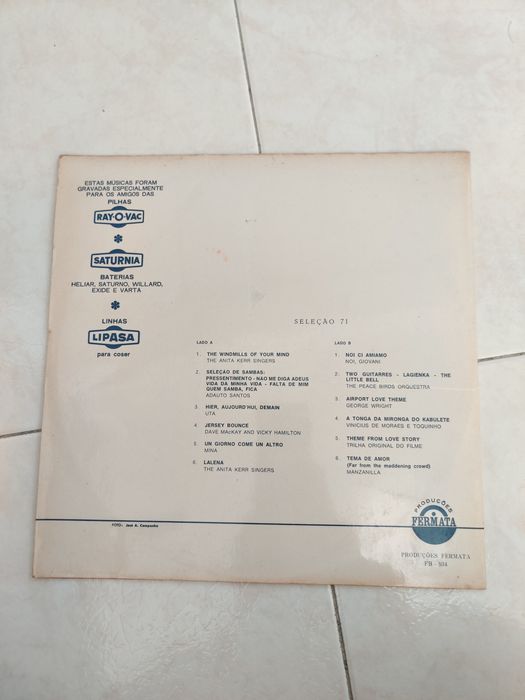 ESTAS MÚSICAS FORAM
GRAVADAS ESPECIALMENTE
PARA OS AMIGOS DAS
PILHAS
RAY-O-VAC
SATURNIA
BATERIAS
HELIAR, SATURNO, WILLARD,
EXIDE E VARTA
LINHAS
LIPASA
para coser
SELEÇÃO 71
LADO A
1. THE WINDMILLS OF YOUR MIND
THE ANITA KERR SINGERS
2. SELEÇÃO DE SAMBAS:
PRESSENTIMENTO - NÃO ME DIGA ADEUS
VIDA DA MINHA VIDA - FALTA DE MIM
QUEM SAMBA, FICA
ADAUTO SANTOS
3. HIER, AUJOURD'HUI, DEMAIN
UTA
4. JERSEY BOUNCE
DAVE MACKAY AND VICKY HAMILTON
5. UN GIORNO COME UN ALTRO
MINA
6. LALENA
THE ANITA KERR SINGERS
LADO B
1. NOI CI AMIAMO
NOI, GIOVANI
2. TWO GUITARRES - LAGIENKA - THE
LITTLE BELL
THE PEACE BIRDS ORQUESTRA
3. AIRPORT LOVE THEME
GEORGE WRIGHT
4. A TONGA DA MIRONGA DO KABULETE
VINICIUS DE MORAES E TOQUINHO
5. THEME FROM LOVE STORY
TRILHA ORIGINAL DO FILME
6. TEMA DE AMOR
(Far from the maddening crowd)
MANZANILLA
PRODUÇÕES
FERMATA
FOTO: José A. Campanha
PRODUÇÕES FERMATA
FB - 104